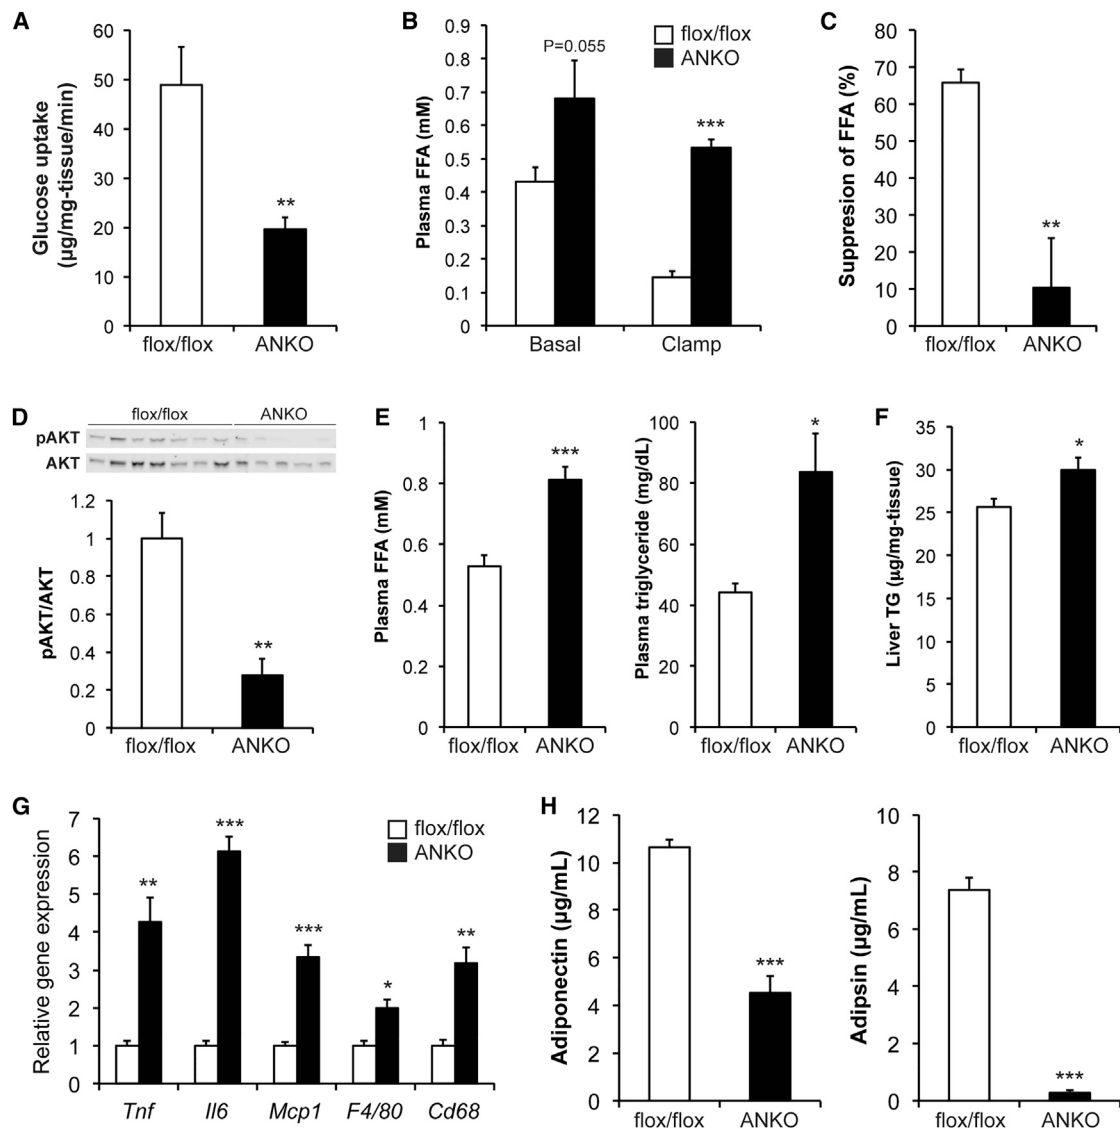 A
Glucose uptake
(µg/mg-tissue/min)
60
50
40
30
20
10
0
**
flox/flox ANKO
B
Plasma FFA (mM)
0.9
0.8
0.7
0.6
0.5
0.4
0.3
0.2
0.1
0
P=0.055
***
flox/flox
ANKO
Basal Clamp
C
Suppresion of FFA (%)
80
70
60
50
40
30
20
10
0
**
flox/flox ANKO
D
flox/flox ANKO
pAKT
AKT
pAKT/AKT
1.2
1
0.8
0.6
0.4
0.2
0
**
flox/flox ANKO
E
Plasma FFA (mM)
1
0.8
0.6
0.4
0.2
0
***
flox/flox ANKO
Plasma triglyceride (mg/dL)
100
80
60
40
20
0
*
flox/flox ANKO
F
Liver TG (µg/mg-tissue)
35
30
25
20
15
10
5
0
*
flox/flox ANKO
G
Relative gene expression
7
6
5
4
3
2
1
0
**
***
***
*
**
flox/flox
ANKO
Tnf Il6 Mcp1 F4/80 Cd68
H
Adiponectin (µg/mL)
12
10
8
6
4
2
0
***
flox/flox ANKO
Adipsin (µg/mL)
10
8
6
4
2
0
***
flox/flox ANKO